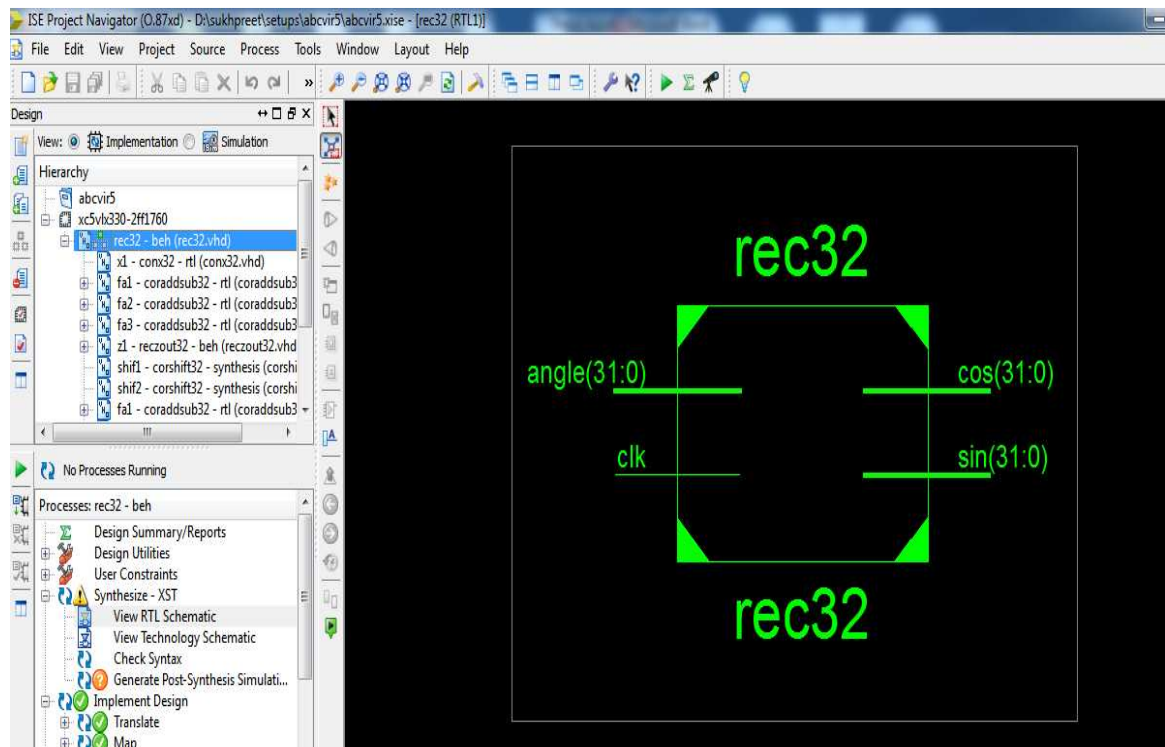 ISE Project Navigator (O.87xd) - D:\sukhpreet\setups\abcvir5\abcvir5.xise - [rec32 (RTL1)]
File Edit View Project Source Process Tools Window Layout Help
»
Design
View: Implementation Simulation
Hierarchy
abcvir5
xc5vlx330-2ff1760
rec32 - beh (rec32.vhd)
x1 - conx32 - rtl (conx32.vhd)
fa1 - coraddsub32 - rtl (coraddsub3
fa2 - coraddsub32 - rtl (coraddsub3
fa3 - coraddsub32 - rtl (coraddsub3
z1 - reczout32 - beh (reczout32.vhd
shif1 - corshift32 - synthesis (corshi
shif2 - corshift32 - synthesis (corshi
fa1 - coraddsub32 - rtl (coraddsub3
No Processes Running
Processes: rec32 - beh
Design Summary/Reports
Design Utilities
User Constraints
Synthesize - XST
View RTL Schematic
View Technology Schematic
Check Syntax
Generate Post-Synthesis Simulati...
Implement Design
Translate
Map
rec32
angle(31:0)
cos(31:0)
clk
sin(31:0)
rec32